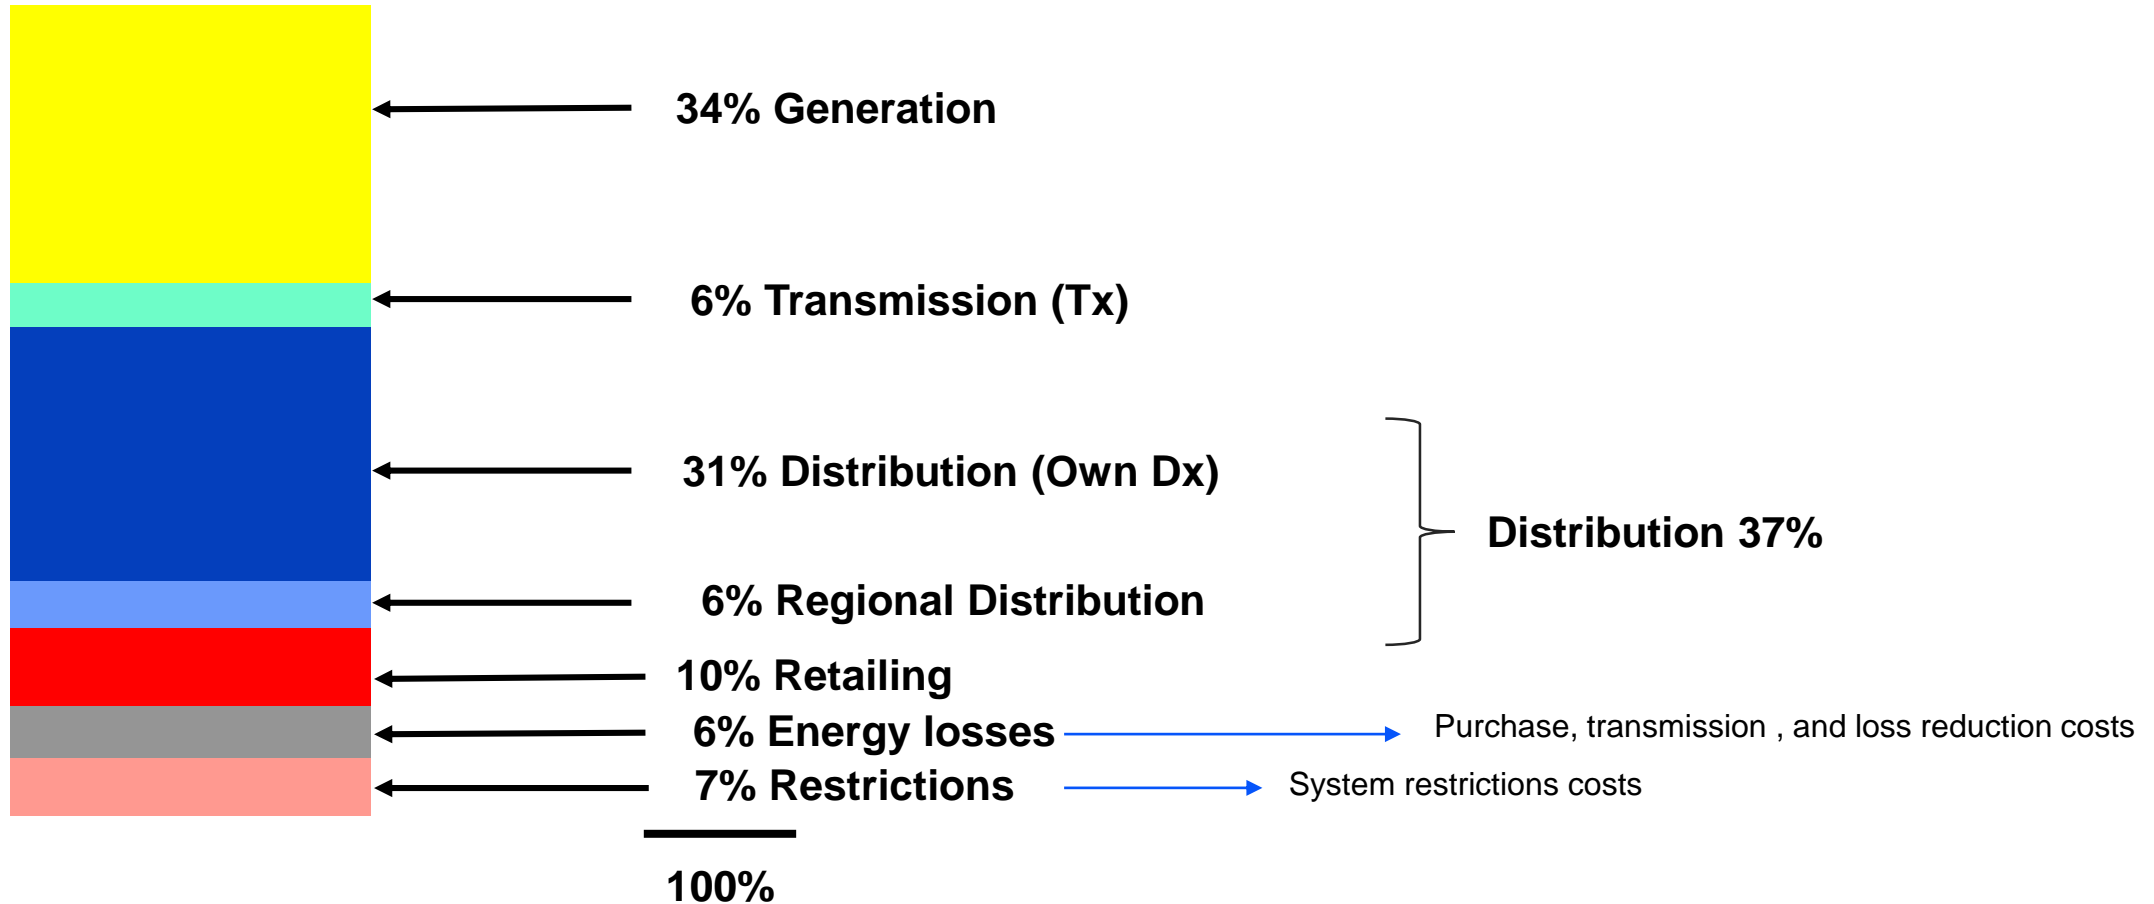 34% Generation
6% Transmission (Tx)
31% Distribution (Own Dx)
Distribution 37%
6% Regional Distribution
10% Retailing
6% Energy losses
Purchase, transmission , and loss reduction costs
7% Restrictions
System restrictions costs
100%